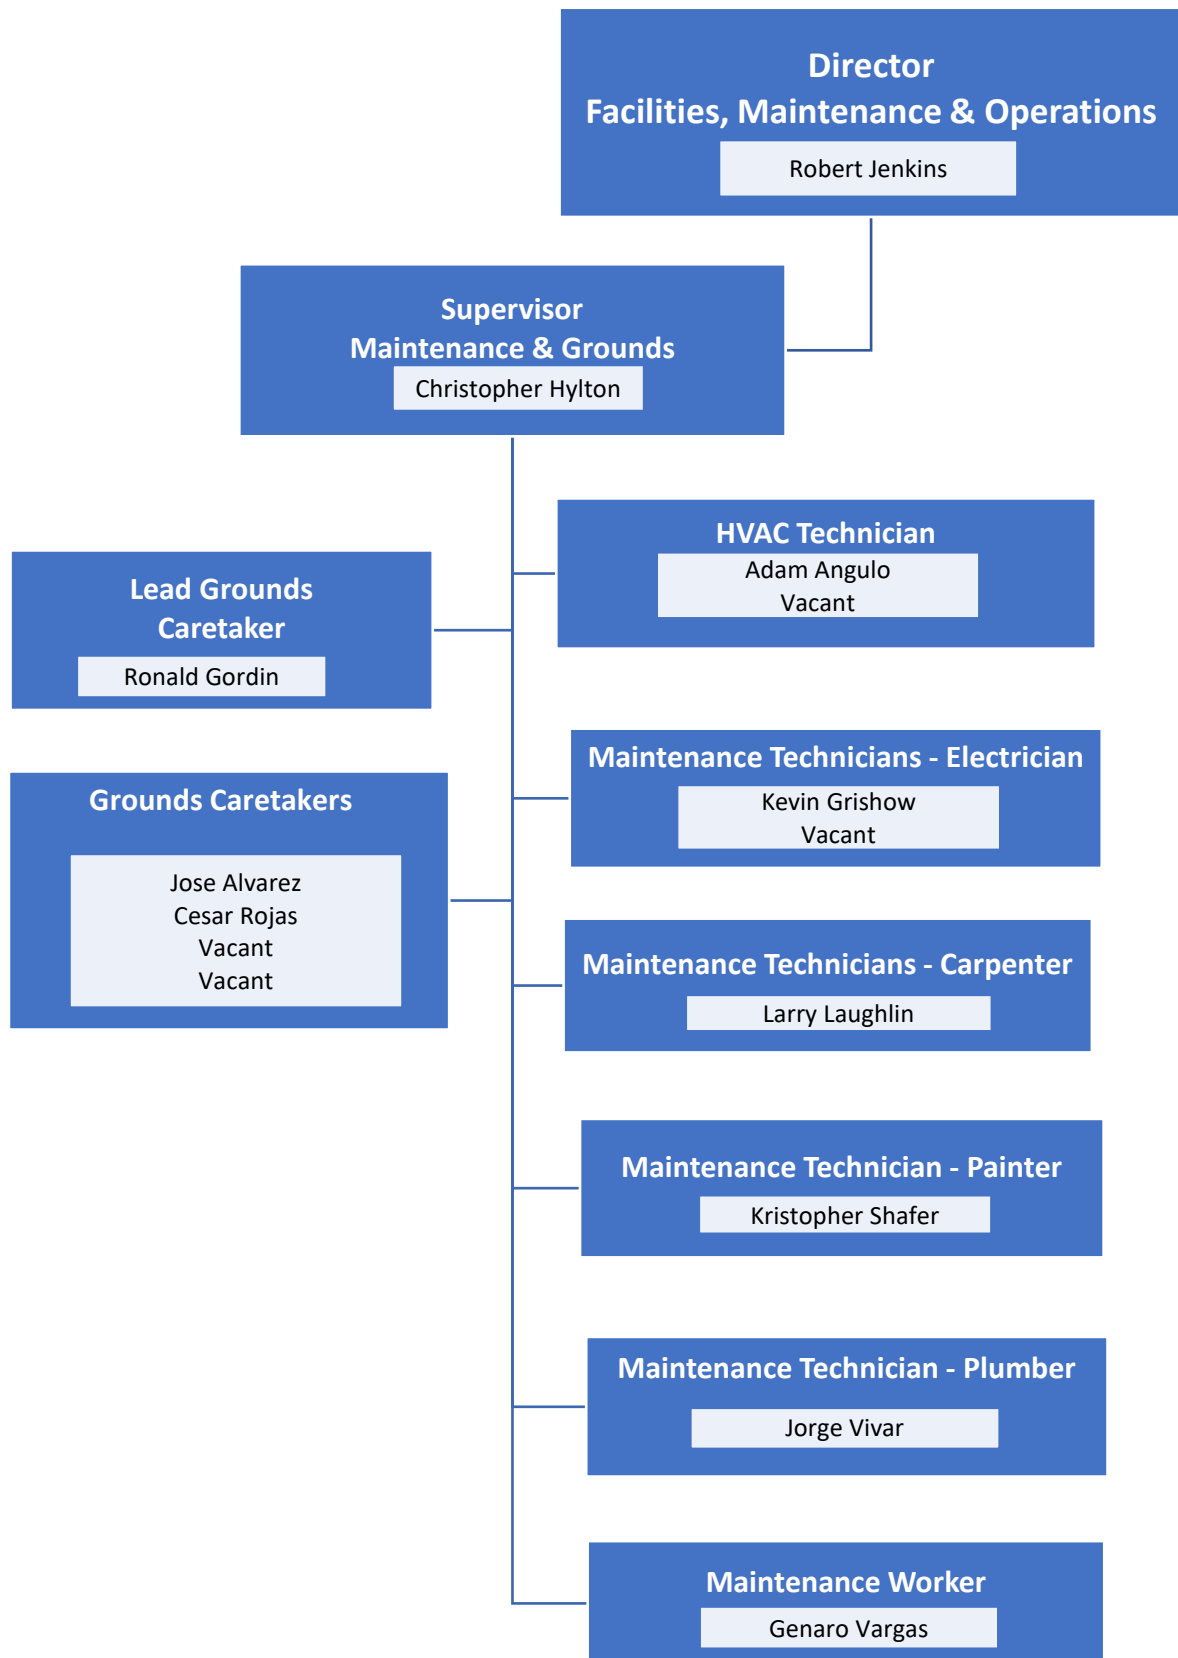 Director
Facilities, Maintenance & Operations
Robert Jenkins
Supervisor
Maintenance & Grounds
Christopher Hylton
HVAC Technician
Adam Angulo
Vacant
Lead Grounds
Caretaker
Ronald Gordin
Maintenance Technicians - Electrician
Kevin Grishow
Vacant
Grounds Caretakers
Jose Alvarez
Cesar Rojas
Vacant
Vacant
Maintenance Technicians - Carpenter
Larry Laughlin
Maintenance Technician - Painter
Kristopher Shafer
Maintenance Technician - Plumber
Jorge Vivar
Maintenance Worker
Genaro Vargas